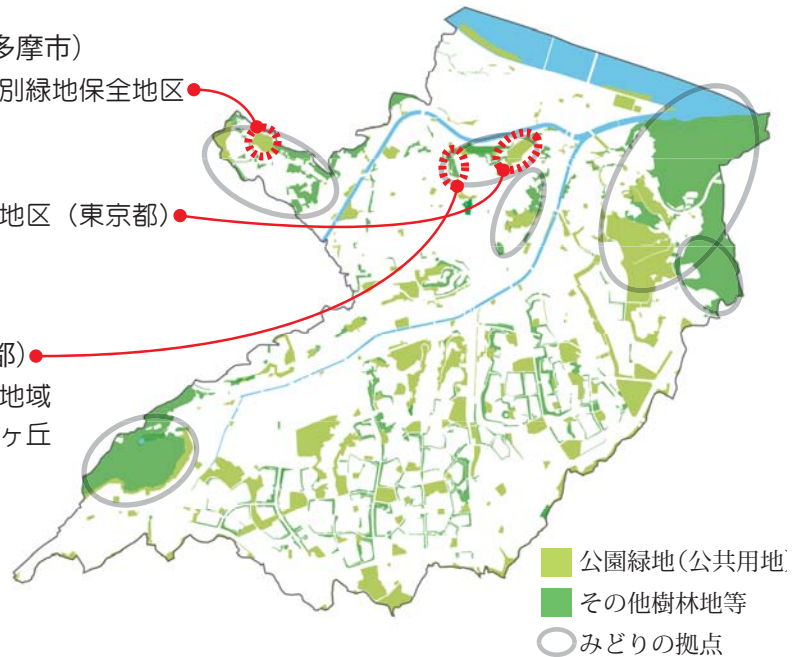 多摩市）
別緑地保全地区
地区（東京都）
都）
地域
ヶ丘
公園緑地（公共用地）
その他樹林地等
みどりの拠点